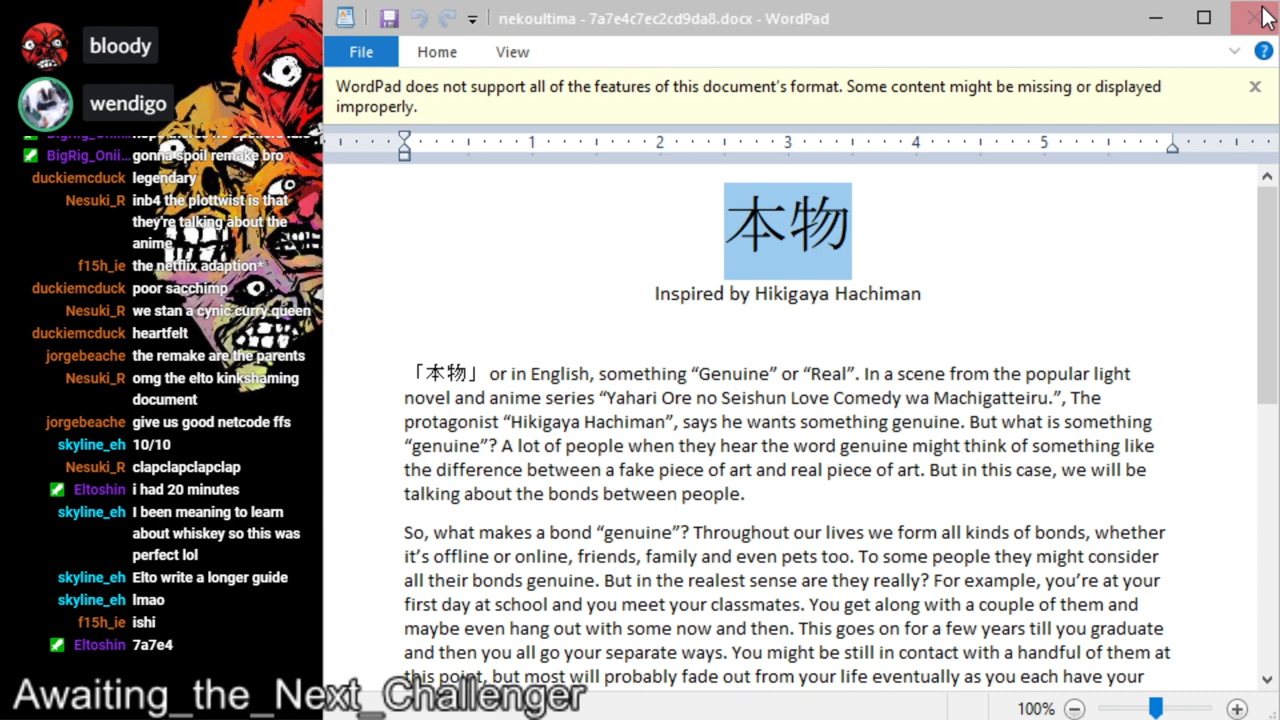 bloody
wendigo
BigRig_Onii... gonna spoil remake bro
duckiemcduck legendary
Nesuki_R inb4 the plottwist is that
they're talking about the
anime
f15h_ie the netflix adaption*
duckiemcduck poor sacchimp
Nesuki_R we stan a cynic curry queen
duckiemcduck heartfelt
jorgebeache the remake are the parents
Nesuki_R omg the elto kinkshaming
document
jorgebeache give us good netcode ffs
skyline_eh 10/10
Nesuki_R clapclapclapclap
Eltoshin i had 20 minutes
skyline_eh I been meaning to learn
about whiskey so this was
perfect lol
skyline_eh Elto write a longer guide
skyline_eh lmao
f15h_ie ishi
Eltoshin 7a7e4
Awaiting_the_Next_Challenger
nekoultima - 7a7e4c7ec2cd9da8.docx - WordPad
File Home View
WordPad does not support all of the features of this document's format. Some content might be missing or displayed
improperly.
1 2 3 4 5
本物
Inspired by Hikigaya Hachiman
「本物」 or in English, something “Genuine” or “Real”. In a scene from the popular light
novel and anime series “Yahari Ore no Seishun Love Comedy wa Machigatteiru.”, The
protagonist “Hikigaya Hachiman”, says he wants something genuine. But what is something
“genuine”? A lot of people when they hear the word genuine might think of something like
the difference between a fake piece of art and real piece of art. But in this case, we will be
talking about the bonds between people.
So, what makes a bond “genuine”? Throughout our lives we form all kinds of bonds, whether
it’s offline or online, friends, family and even pets too. To some people they might consider
all their bonds genuine. But in the realest sense are they really? For example, you’re at your
first day at school and you meet your classmates. You get along with a couple of them and
maybe even hang out with some now and then. This goes on for a few years till you graduate
and then you all go your separate ways. You might be still in contact with a handful of them at
this point, but most will probably fade out from your life eventually as you each have your
100%